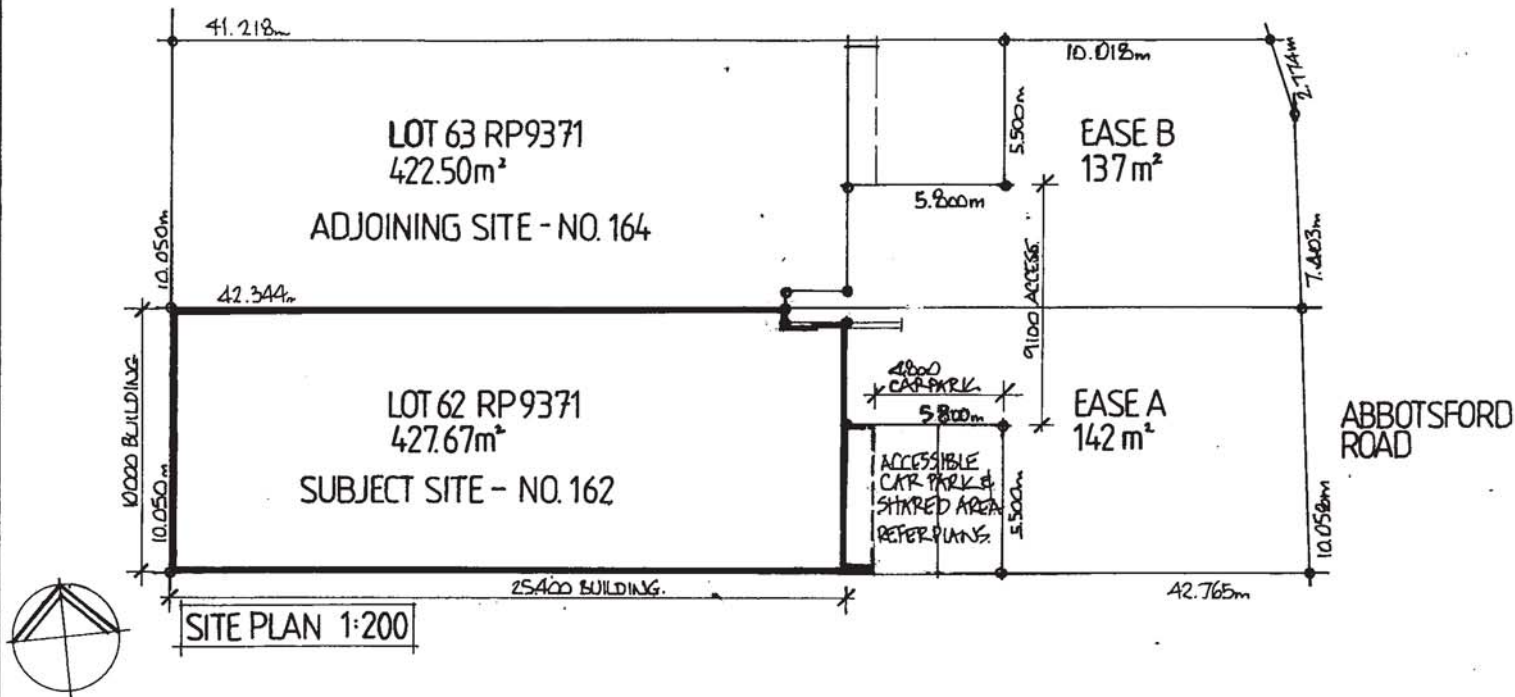 41.218m
10.018m
2.774m
LOT 63 RP9371
422.50m²
ADJOINING SITE - NO. 164
10.050m
5.500m
EASE B
137m²
5.800m
9100 ACCESS
7.403m
42.344m
10000 BUILDING
10.050m
LOT 62 RP9371
427.67m²
SUBJECT SITE - NO. 162
4800
CARPARK
5.800m
EASE A
142m²
ABBOTSFORD
ROAD
ACCESSIBLE
CAR PARK &
SHARED AREA
REFER PLANS.
5.500m
10.058m
25400 BUILDING.
42.765m
SITE PLAN 1:200